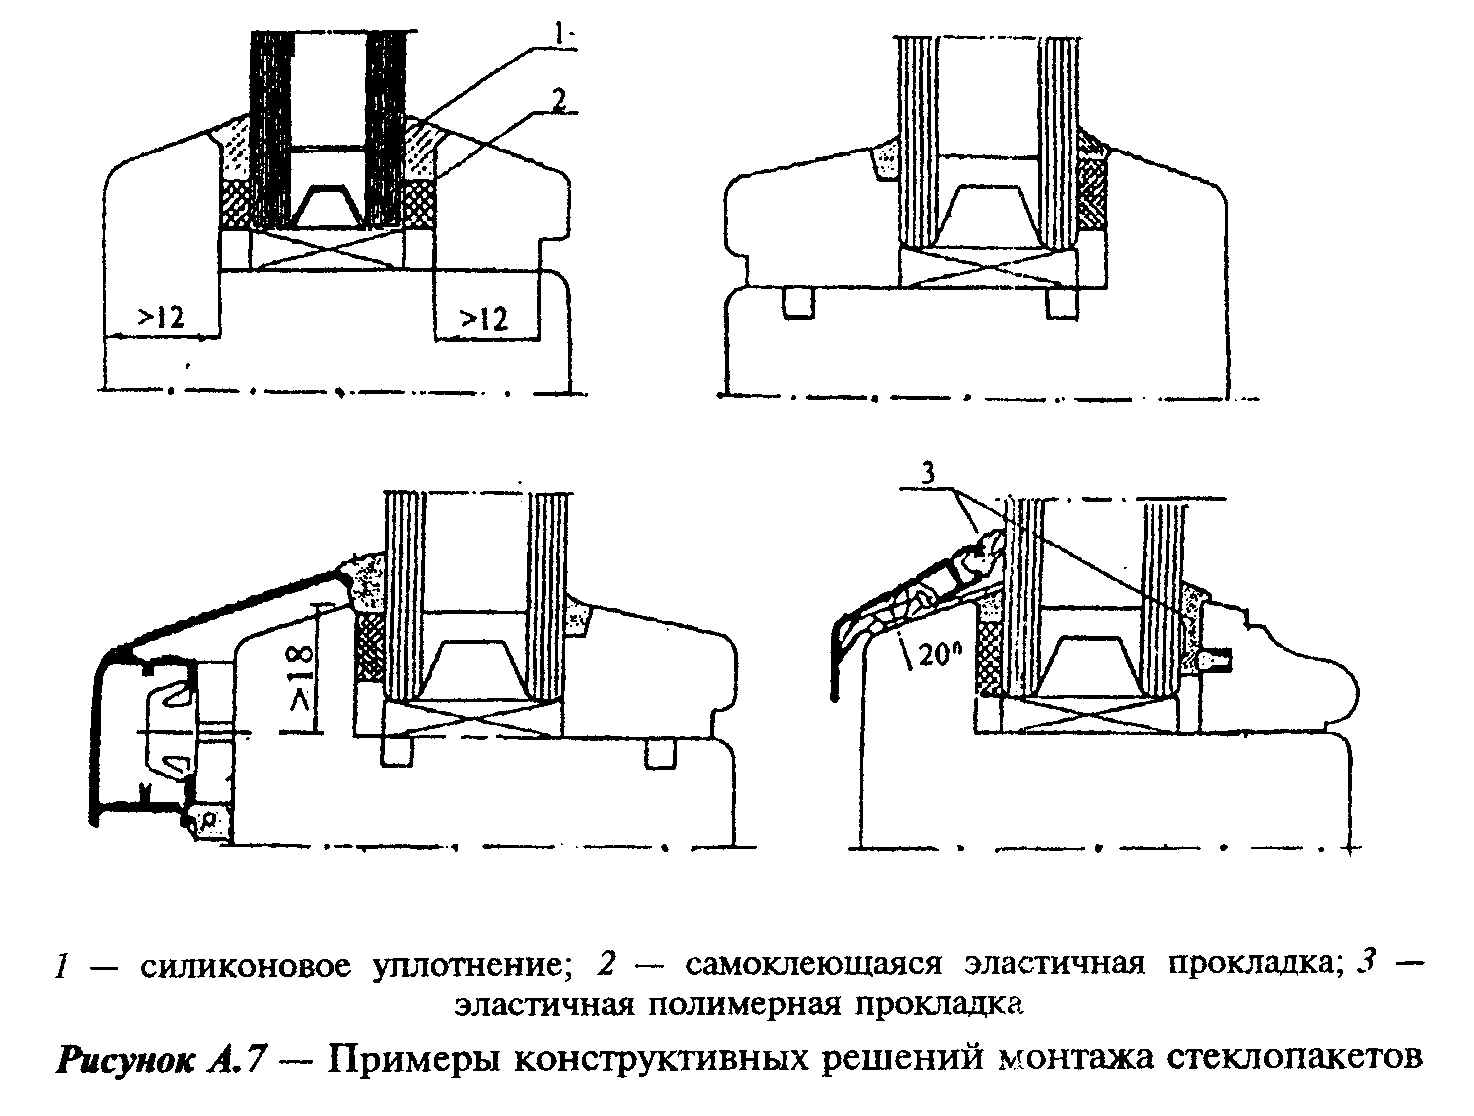 1
2
>12
>12
3
>18
20°
1 — силиконовое уплотнение; 2 — самоклеющаяся эластичная прокладка; 3 —
эластичная полимерная прокладка
Рисунок А.7 — Примеры конструктивных решений монтажа стеклопакетов